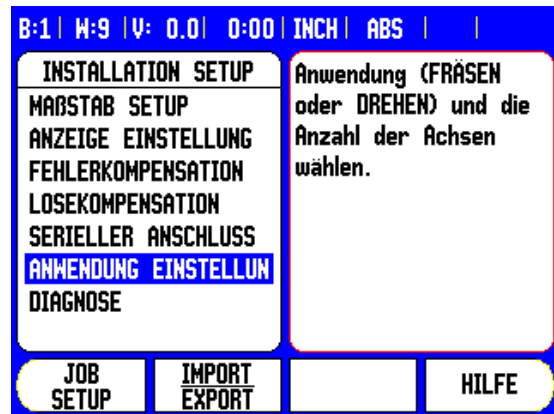 B:1| W:9 |V: 0.0| 0:00| INCH| ABS | |
INSTALLATION SETUP
MAßSTAB SETUP
ANZEIGE EINSTELLUNG
FEHLERKOMPENSATION
LOSEKOMPENSATION
SERIELLER ANSCHLUSS
ANWENDUNG EINSTELLUN
DIAGNOSE
Anwendung (FRÄSEN
oder DREHEN) und die
Anzahl der Achsen
wählen.
JOB
SETUP
IMPORT
EXPORT
HILFE